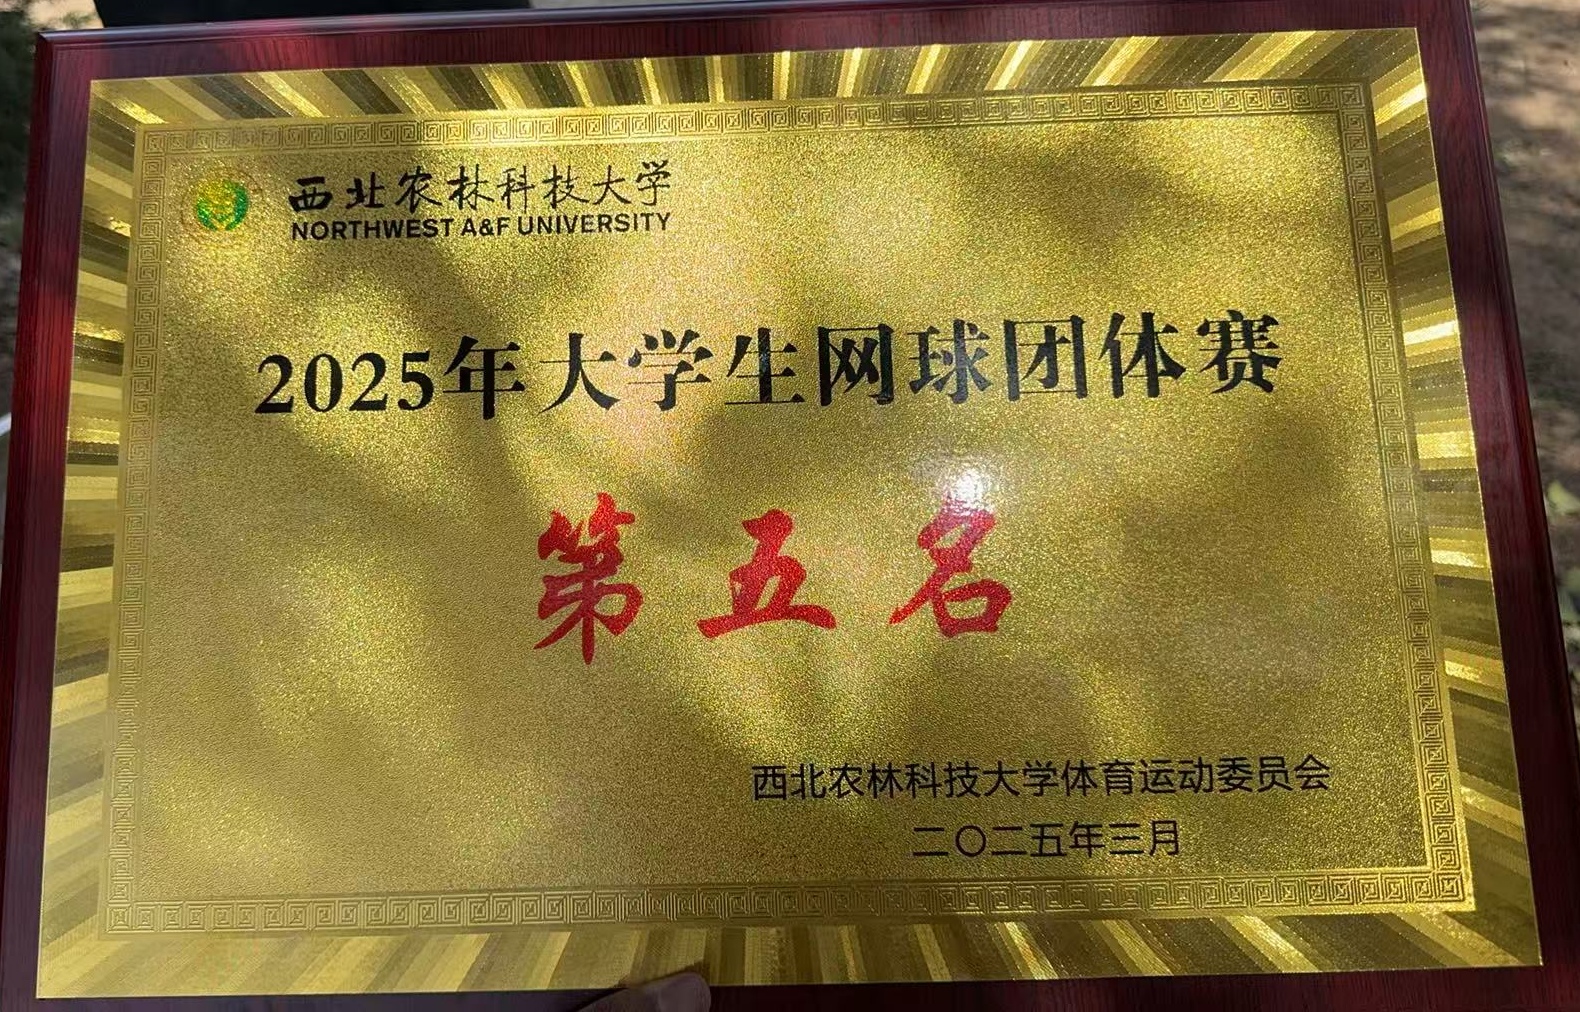 西北农林科技大学
NORTHWEST A&F UNIVERSITY
2025年大学生网球团体赛
第五名
西北农林科技大学体育运动委员会
二〇二五年三月